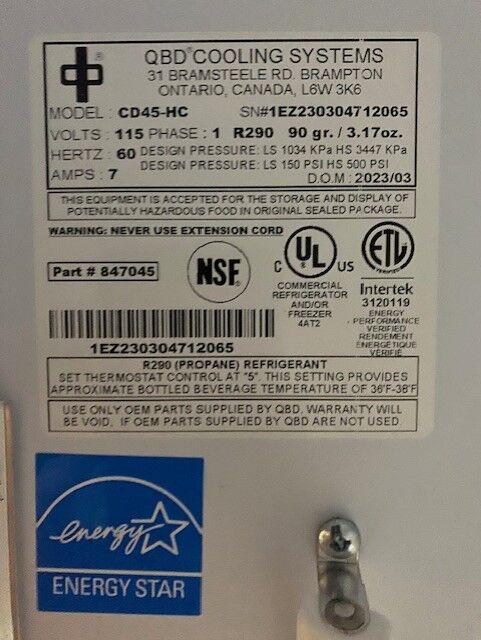 QBD® COOLING SYSTEMS
31 BRAMSTEELE RD. BRAMPTON
ONTARIO, CANADA, L6W 3K6
MODEL : CD45-HC SN#1EZ230304712065
VOLTS : 115 PHASE : 1 R290 90 gr. / 3.17oz.
HERTZ : 60 DESIGN PRESSURE: LS 1034 KPa HS 3447 KPa
DESIGN PRESSURE: LS 150 PSI HS 500 PSI
AMPS : 7 D.O.M : 2023/03
THIS EQUIPMENT IS ACCEPTED FOR THE STORAGE AND DISPLAY OF
POTENTIALLY HAZARDOUS FOOD IN ORIGINAL SEALED PACKAGE.
WARNING: NEVER USE EXTENSION CORD
Part # 847045
NSF
C UL US
®
COMMERCIAL
REFRIGERATOR
AND/OR
FREEZER
4AT2
ETL
Intertek
3120119
ENERGY
PERFORMANCE
VERIFIED
RENDEMENT
ENERGÉTIQUE
VÉRIFIÉ
1EZ230304712065
R290 (PROPANE) REFRIGERANT
SET THERMOSTAT CONTROL AT "5". THIS SETTING PROVIDES
APPROXIMATE BOTTLED BEVERAGE TEMPERATURE OF 36°F-38°F
USE ONLY OEM PARTS SUPPLIED BY QBD. WARRANTY WILL
BE VOID, IF OEM PARTS SUPPLIED BY QBD ARE NOT USED.
energy
ENERGY STAR